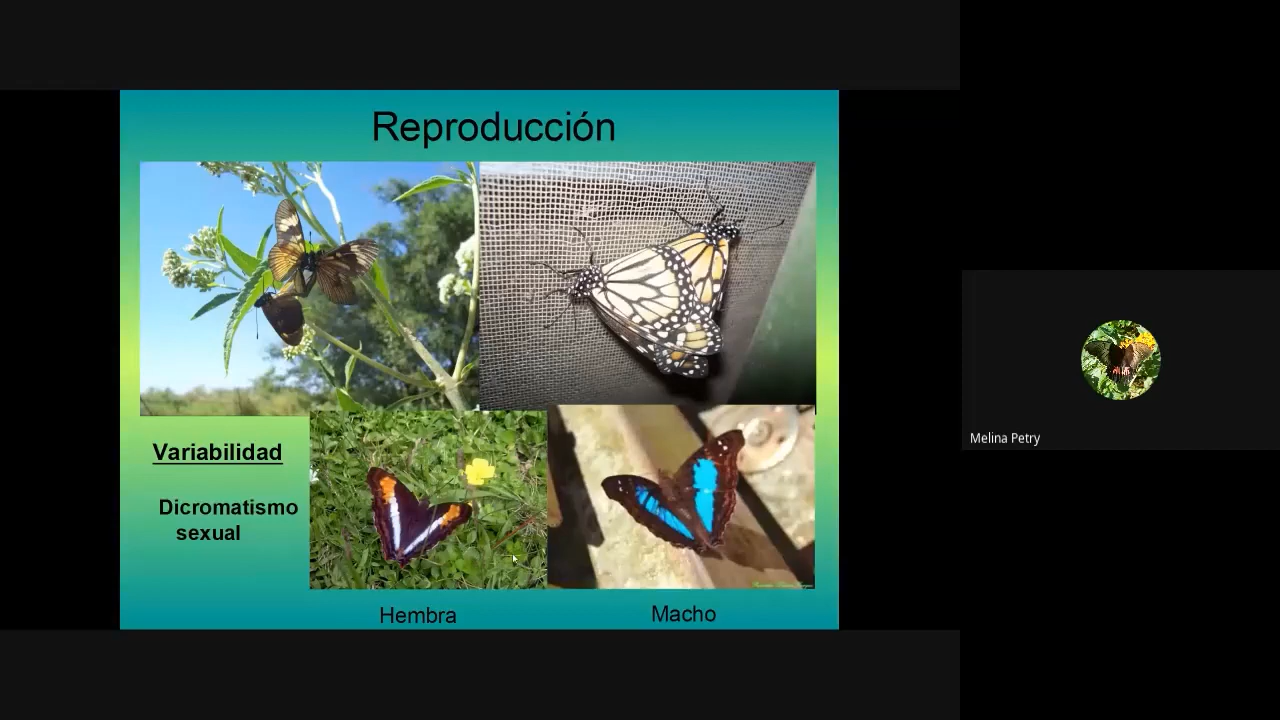 Reproducción
Variabilidad
Dicromatismo
sexual
Hembra
Macho
Melina Petry